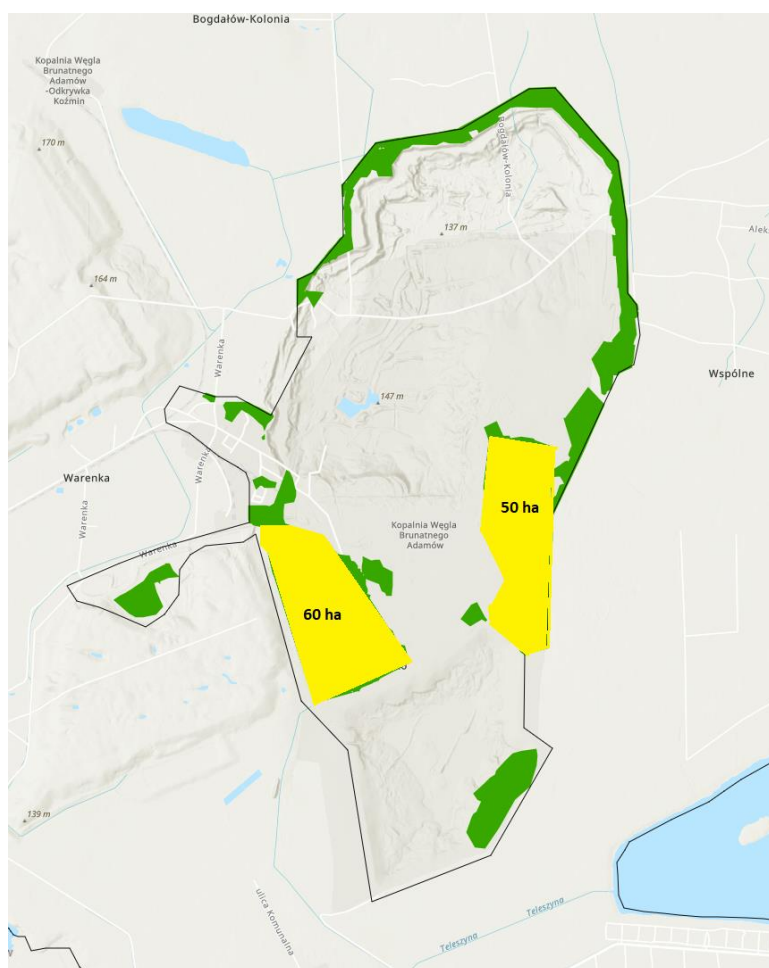 Bogdałów-Kolonia
Kopalnia Węgla
Brunatnego
Adamów
-Odkrywka
Koźmin
170 m
Bogdałów-Kolonia
137 m
164 m
Warenka
Wspólne
147 m
Warenka
Warenka
Warenka
50 ha
Kopalnia Węgla
Brunatnego
Adamów
Warenka
60 ha
139 m
ulica Komunalna
Teleszyna
Teleszyna